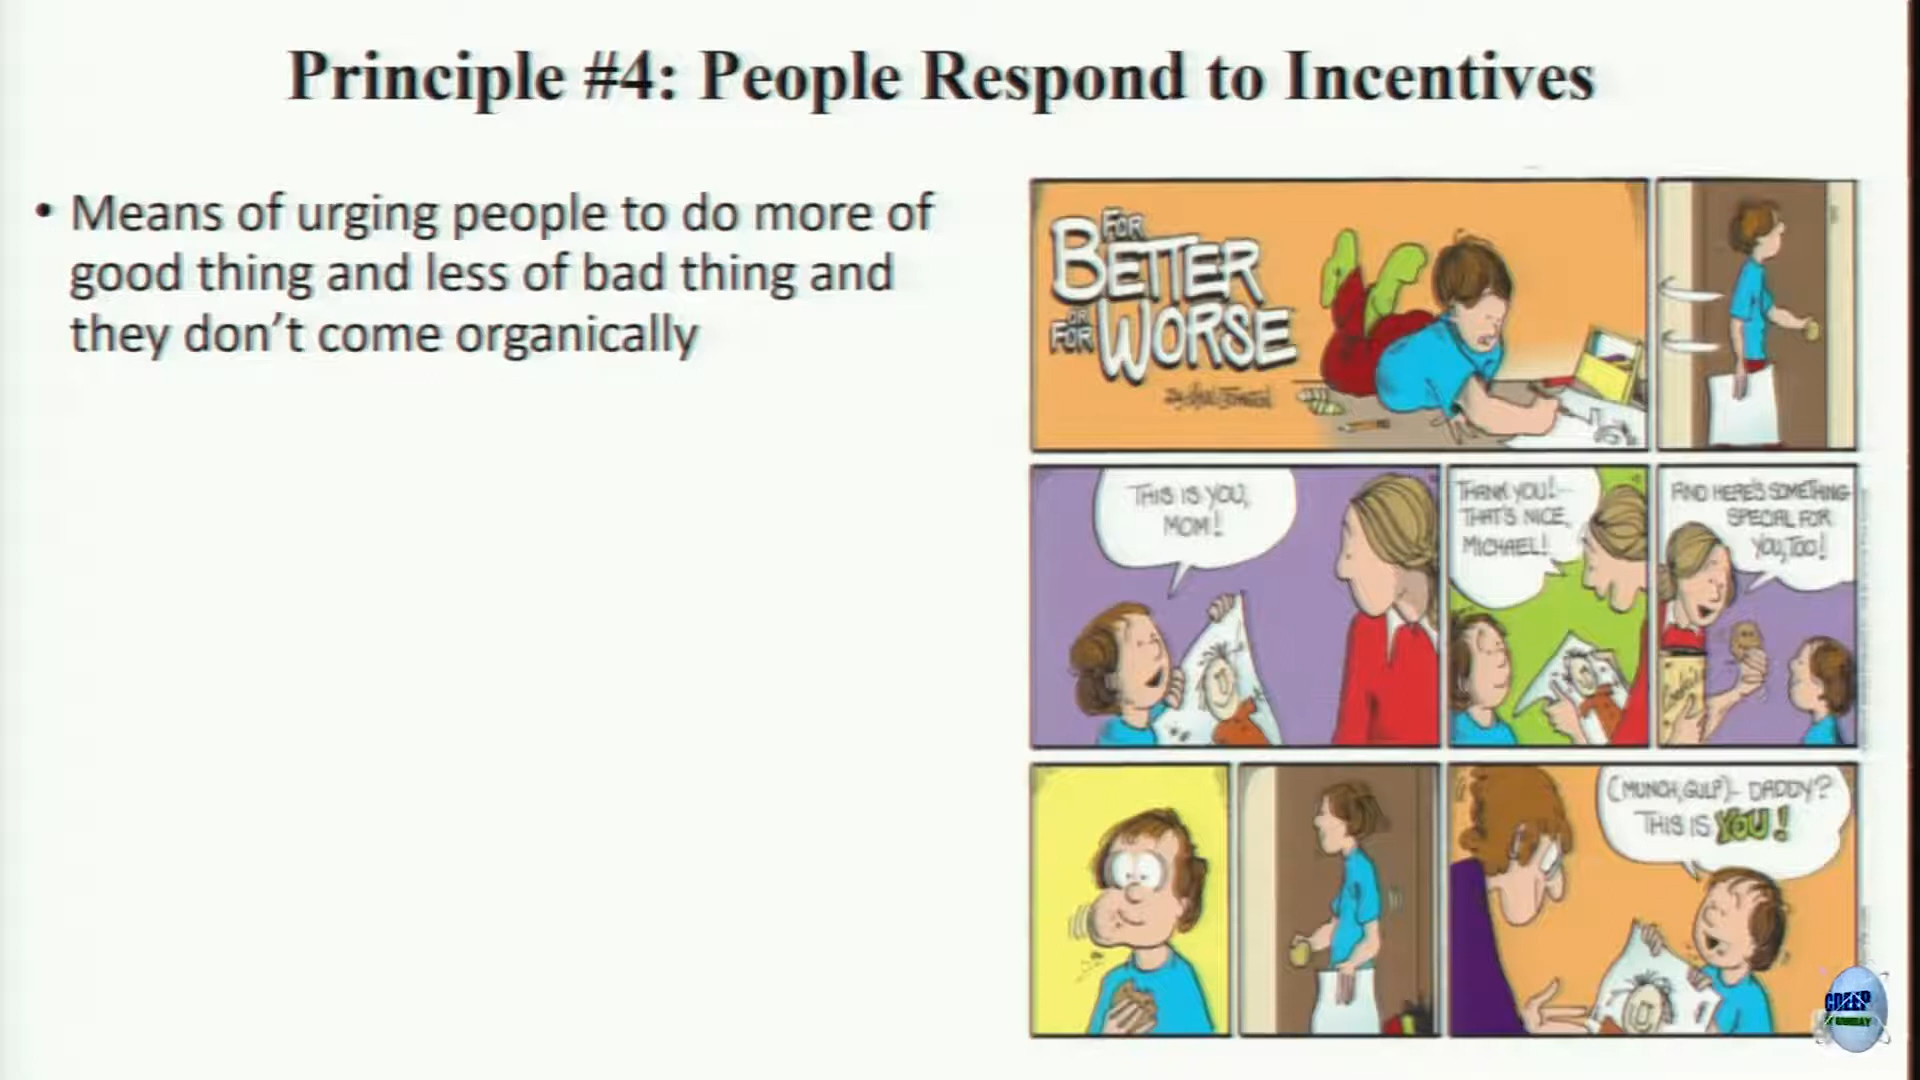 Principle #4: People Respond to Incentives
• Means of urging people to do more of
good thing and less of bad thing and
they don't come organically
FOR
BETTER
OR
FOR WORSE
THIS IS YOU,
MOM!
THANK YOU!–
THAT'S NICE,
MICHAEL!
AND HERE'S SOMETHING
SPECIAL FOR
YOU, TOO!
(MUNCH, GULP)– DADDY?
THIS IS YOU!
CDEEP